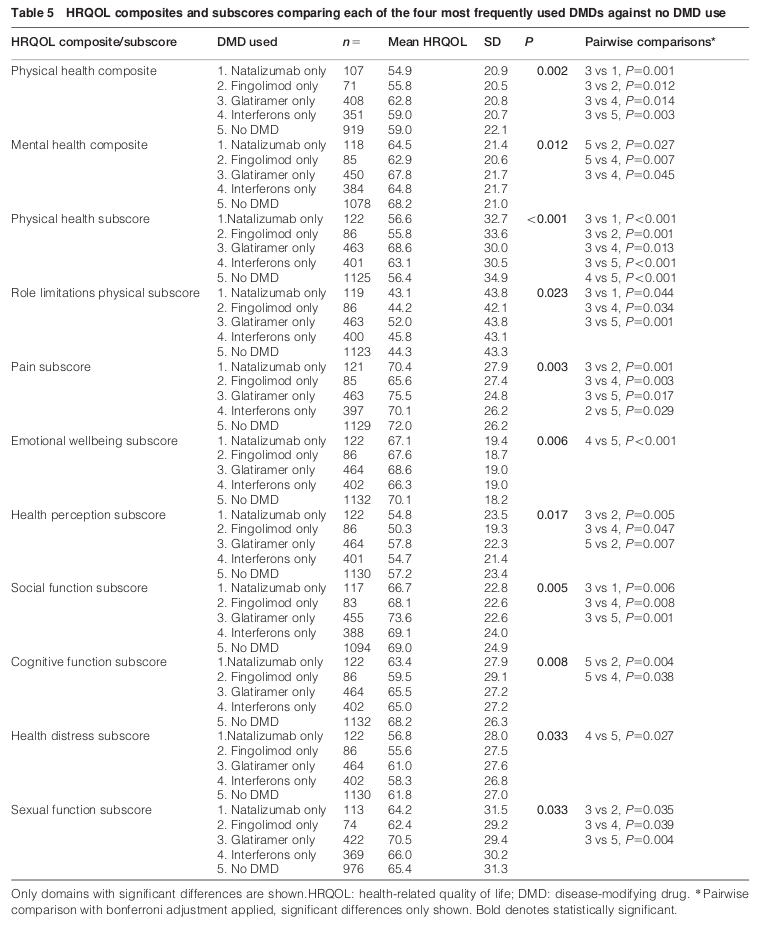 Table 5 HRQOL composites and subscores comparing each of the four most frequently used DMDs against no DMD use
HRQOL composite/subscore DMD used n= Mean HRQOL SD P Pairwise comparisons*
Physical health composite 1. Natalizumab only 107 54.9 20.9 0.002 3 vs 1, P=0.001
2. Fingolimod only 71 55.8 20.5 3 vs 2, P=0.012
3. Glatiramer only 408 62.8 20.8 3 vs 4, P=0.014
4. Interferons only 351 59.0 20.7 3 vs 5, P=0.003
5. No DMD 919 59.0 22.1
Mental health composite 1. Natalizumab only 118 64.5 21.4 0.012 5 vs 2, P=0.027
2. Fingolimod only 85 62.9 20.6 5 vs 4, P=0.007
3. Glatiramer only 450 67.8 21.7 3 vs 4, P=0.045
4. Interferons only 384 64.8 21.7
5. No DMD 1078 68.2 21.0
Physical health subscore 1.Natalizumab only 122 56.6 32.7 <0.001 3 vs 1, P<0.001
2. Fingolimod only 86 55.8 33.6 3 vs 2, P=0.001
3. Glatiramer only 463 68.6 30.0 3 vs 4, P=0.013
4. Interferons only 401 63.1 30.5 3 vs 5, P<0.001
5. No DMD 1125 56.4 34.9 4 vs 5, P<0.001
Role limitations physical subscore 1. Natalizumab only 119 43.1 43.8 0.023 3 vs 1, P=0.044
2. Fingolimod only 86 44.2 42.1 3 vs 4, P=0.034
3. Glatiramer only 463 52.0 43.8 3 vs 5, P=0.001
4. Interferons only 400 45.8 43.1
5. No DMD 1123 44.3 43.3
Pain subscore 1. Natalizumab only 121 70.4 27.9 0.003 3 vs 2, P=0.001
2. Fingolimod only 85 65.6 27.4 3 vs 4, P=0.003
3. Glatiramer only 463 75.5 24.8 3 vs 5, P=0.017
4. Interferons only 397 70.1 26.2 2 vs 5, P=0.029
5. No DMD 1129 72.0 26.2
Emotional wellbeing subscore 1. Natalizumab only 122 67.1 19.4 0.006 4 vs 5, P<0.001
2. Fingolimod only 86 67.6 18.7
3. Glatiramer only 464 68.6 19.0
4. Interferons only 402 66.3 19.0
5. No DMD 1132 70.1 18.2
Health perception subscore 1. Natalizumab only 122 54.8 23.5 0.017 3 vs 2, P=0.005
2. Fingolimod only 86 50.3 19.3 3 vs 4, P=0.047
3. Glatiramer only 464 57.8 22.3 5 vs 2, P=0.007
4. Interferons only 401 54.7 21.4
5. No DMD 1130 57.2 23.4
Social function subscore 1. Natalizumab only 117 66.7 22.8 0.005 3 vs 1, P=0.006
2. Fingolimod only 83 68.1 22.6 3 vs 4, P=0.008
3. Glatiramer only 455 73.6 22.6 3 vs 5, P=0.001
4. Interferons only 388 69.1 24.0
5. No DMD 1094 69.0 24.9
Cognitive function subscore 1.Natalizumab only 122 63.4 27.9 0.008 5 vs 2, P=0.004
2. Fingolimod only 86 59.5 29.1 5 vs 4, P=0.038
3. Glatiramer only 464 65.5 27.2
4. Interferons only 402 65.0 27.2
5. No DMD 1132 68.2 26.3
Health distress subscore 1.Natalizumab only 122 56.8 28.0 0.033 4 vs 5, P=0.027
2. Fingolimod only 86 55.6 27.5
3. Glatiramer only 464 61.0 27.6
4. Interferons only 402 58.3 26.8
5. No DMD 1130 61.8 27.0
Sexual function subscore 1. Natalizumab only 113 64.2 31.5 0.033 3 vs 2, P=0.035
2. Fingolimod only 74 62.4 29.2 3 vs 4, P=0.039
3. Glatiramer only 422 70.5 29.4 3 vs 5, P=0.004
4. Interferons only 369 66.0 30.2
5. No DMD 976 65.4 31.3
Only domains with significant differences are shown.HRQOL: health-related quality of life; DMD: disease-modifying drug. *Pairwise
comparison with bonferroni adjustment applied, significant differences only shown. Bold denotes statistically significant.